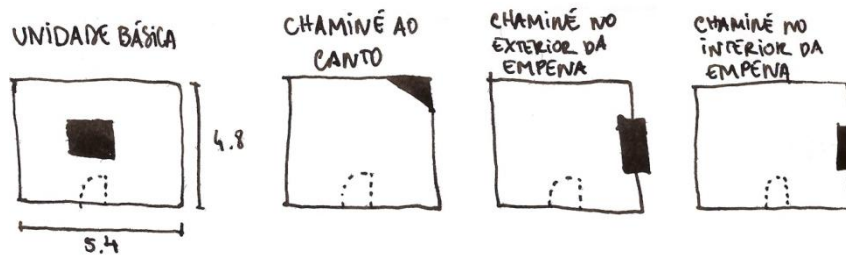 UNIDADE BÁSICA
4.8
5.4
CHAMINÉ AO
CANTO
CHAMINÉ NO
EXTERIOR DA
EMPENA
CHAMINÉ NO
INTERIOR DA
EMPENA